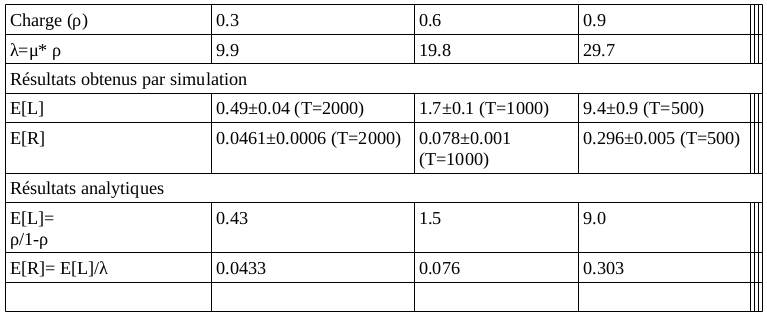 Charge (ρ) 0.3 0.6 0.9
λ=μ* ρ 9.9 19.8 29.7
Résultats obtenus par simulation
E[L] 0.49±0.04 (T=2000) 1.7±0.1 (T=1000) 9.4±0.9 (T=500)
E[R] 0.0461±0.0006 (T=2000) 0.078±0.001 0.296±0.005 (T=500)
(T=1000)
Résultats analytiques
E[L]= 0.43 1.5 9.0
ρ/1-ρ
E[R]= E[L]/λ 0.0433 0.076 0.303